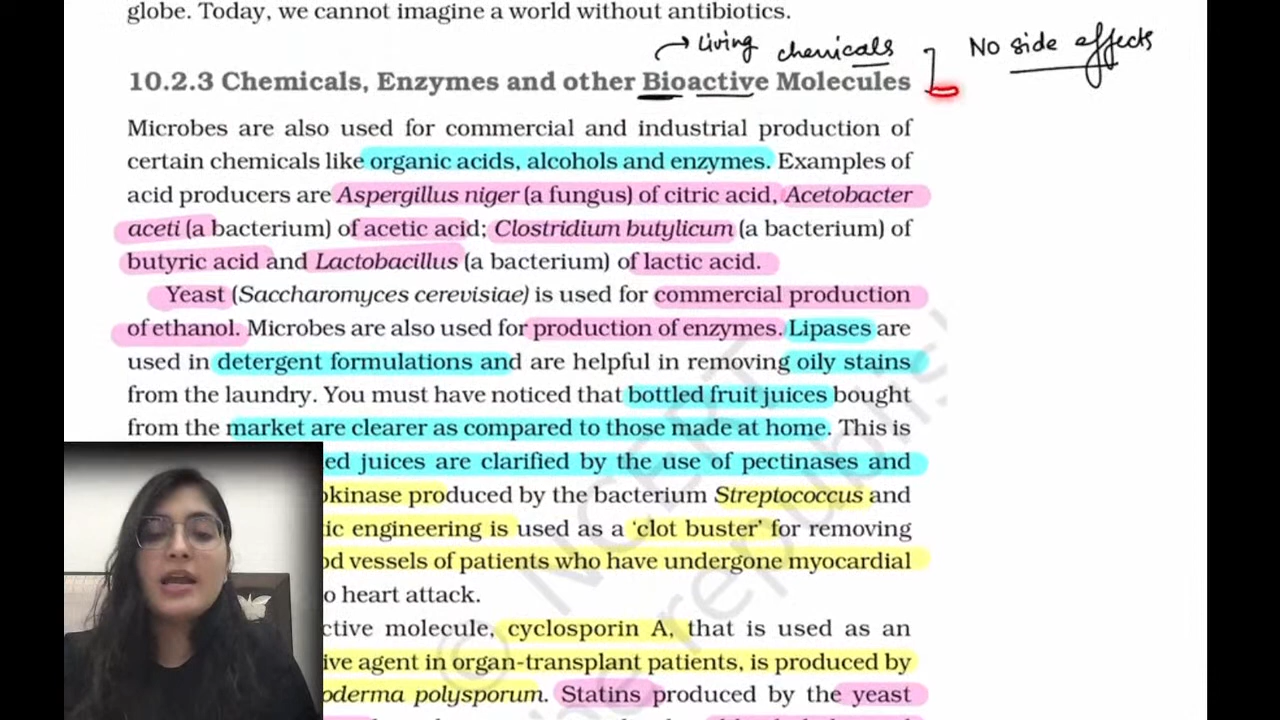 globe. Today, we cannot imagine a world without antibiotics.
Living chemicals No side effects
10.2.3 Chemicals, Enzymes and other Bioactive Molecules
Microbes are also used for commercial and industrial production of
certain chemicals like organic acids, alcohols and enzymes. Examples of
acid producers are Aspergillus niger (a fungus) of citric acid, Acetobacter
aceti (a bacterium) of acetic acid; Clostridium butylicum (a bacterium) of
butyric acid and Lactobacillus (a bacterium) of lactic acid.
Yeast (Saccharomyces cerevisiae) is used for commercial production
of ethanol. Microbes are also used for production of enzymes. Lipases are
used in detergent formulations and are helpful in removing oily stains
from the laundry. You must have noticed that bottled fruit juices bought
from the market are clearer as compared to those made at home. This is
ed juices are clarified by the use of pectinases and
okinase produced by the bacterium Streptococcus and
ic engineering is used as a 'clot buster' for removing
od vessels of patients who have undergone myocardial
o heart attack.
ctive molecule, cyclosporin A, that is used as an
ive agent in organ-transplant patients, is produced by
oderma polysporum. Statins produced by the yeast
© NCERT
republis